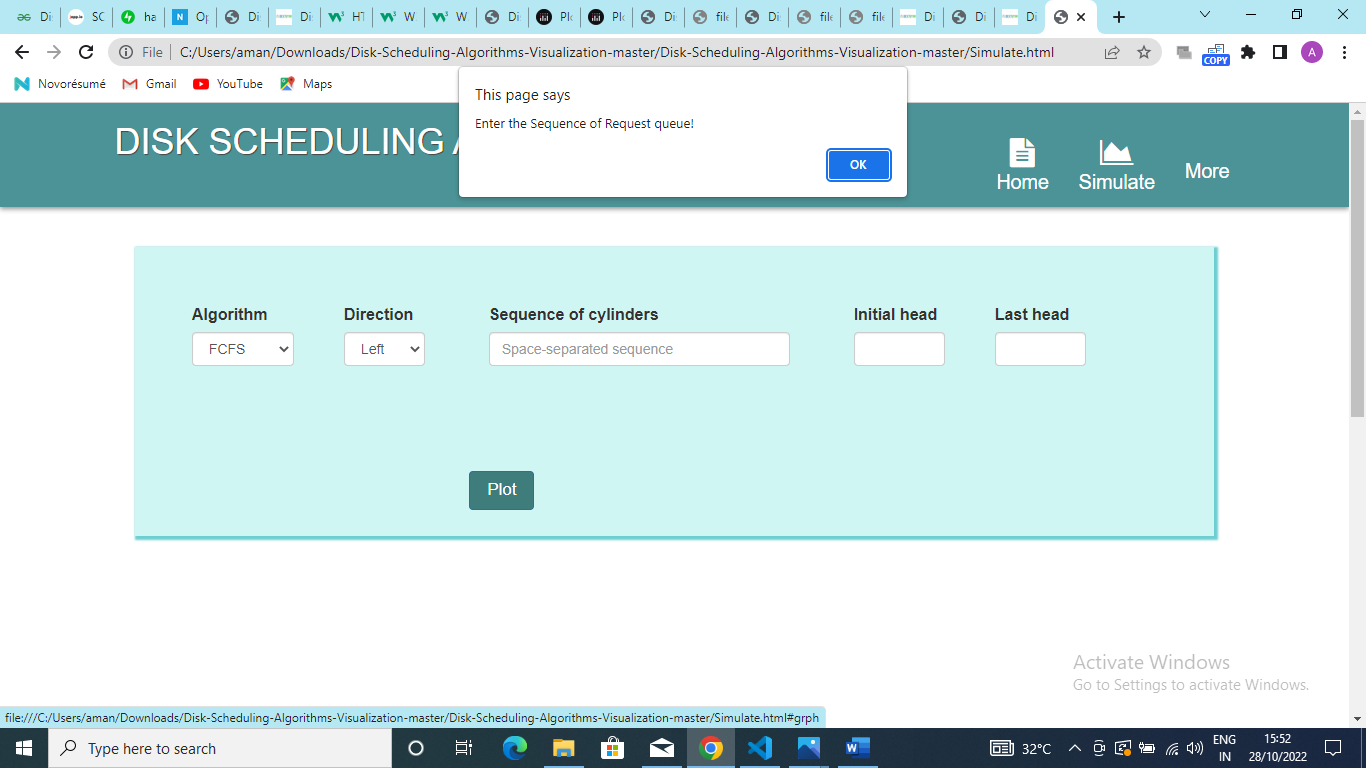 Di:
SC
ha
Op
Di:
Di:
HT
W
W
Di:
Plo
Plo
Di:
file
Di:
file
file
Di
Di
Di
File
C:/Users/aman/Downloads/Disk-Scheduling-Algorithms-Visualization-master/Disk-Scheduling-Algorithms-Visualization-master/Simulate.html
COPY
A
Novorésumé
Gmail
YouTube
Maps
This page says
Enter the Sequence of Request queue!
OK
DISK SCHEDULING A
Home
Simulate
More
Algorithm
Direction
Sequence of cylinders
Initial head
Last head
FCFS
Left
Space-separated sequence
Plot
Activate Windows
Go to Settings to activate Windows.
file:///C:/Users/aman/Downloads/Disk-Scheduling-Algorithms-Visualization-master/Disk-Scheduling-Algorithms-Visualization-master/Simulate.html#grph
Type here to search
32°C
ENG
IN
15:52
28/10/2022